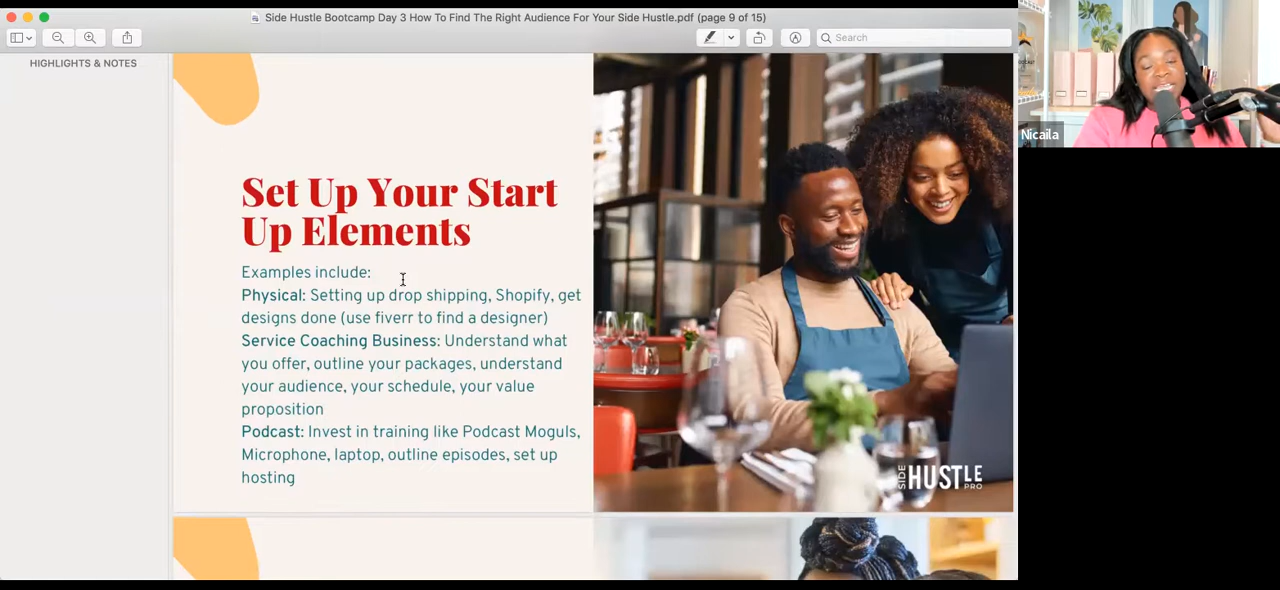 Side Hustle Bootcamp Day 3 How To Find The Right Audience For Your Side Hustle.pdf (page 9 of 15)
Search
HIGHLIGHTS & NOTES
Nicaila
Set Up Your Start
Up Elements
Examples include:
Physical: Setting up drop shipping, Shopify, get
designs done (use fiverr to find a designer)
Service Coaching Business: Understand what
you offer, outline your packages, understand
your audience, your schedule, your value
proposition
Podcast: Invest in training like Podcast Moguls,
Microphone, laptop, outline episodes, set up
hosting
SIDE HUSTLE PRO